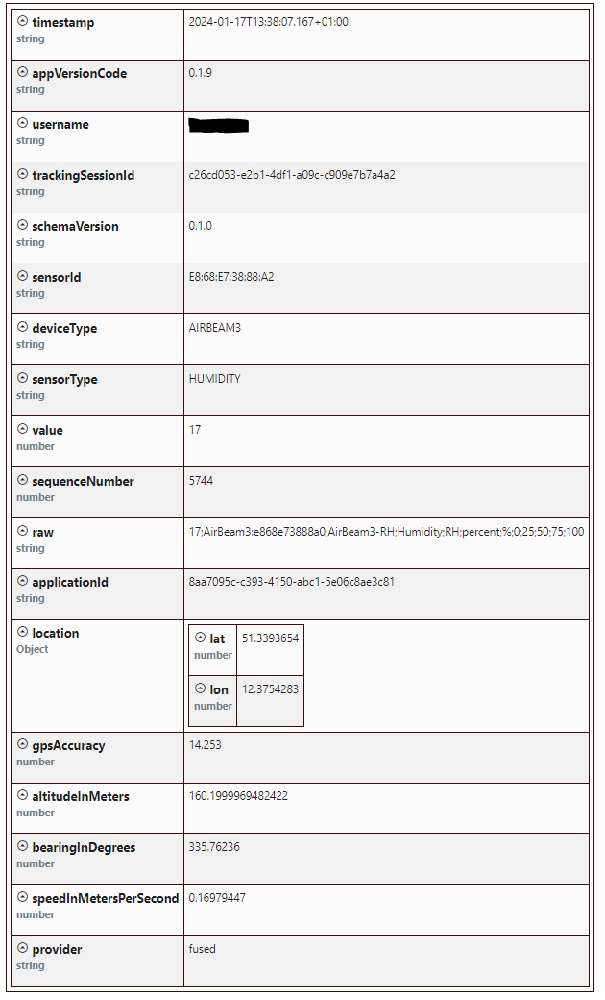 timestamp 2024-01-17T13:38:07.167+01:00
string
appVersionCode 0.1.9
string
username
string
trackingSessionId c26cd053-e2b1-4df1-a09c-c909e7b7a4a2
string
schemaVersion 0.1.0
string
sensorId E8:68:E7:38:88:A2
string
deviceType AIRBEAM3
string
sensorType HUMIDITY
string
value 17
number
sequenceNumber 5744
number
raw 17;AirBeam3:e868e73888a0;AirBeam3-RH;Humidity;RH;percent;%;0;25;50;75;100
string
applicationId 8aa7095c-c393-4150-abc1-5e06c8ae3c81
string
location
Object
lat 51.3393654
number
lon 12.3754283
number
gpsAccuracy 14.253
number
altitudeInMeters 160.1999969482422
number
bearingInDegrees 335.76236
number
speedInMetersPerSecond 0.16979447
number
provider fused
string